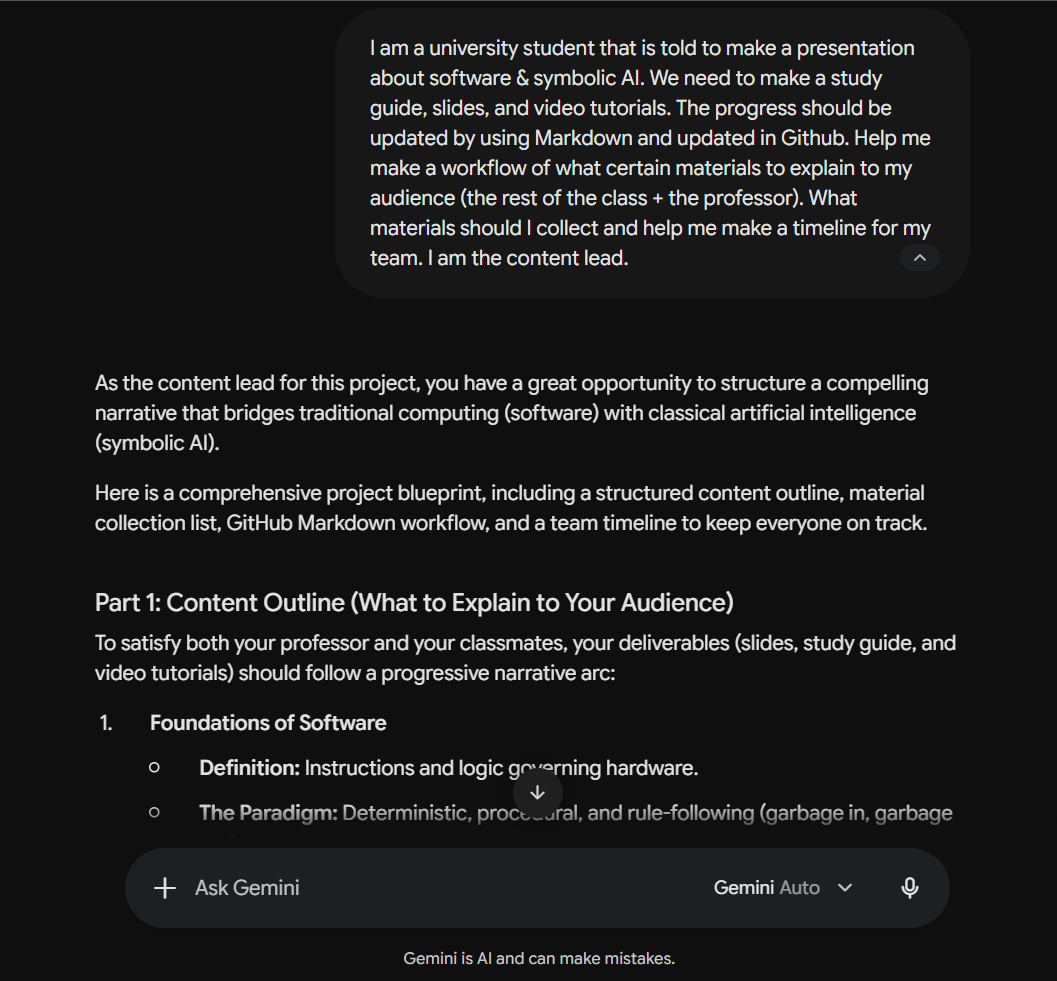 I am a university student that is told to make a presentation
about software & symbolic AI. We need to make a study
guide, slides, and video tutorials. The progress should be
updated by using Markdown and updated in Github. Help me
make a workflow of what certain materials to explain to my
audience (the rest of the class + the professor). What
materials should I collect and help me make a timeline for my
team. I am the content lead.
As the content lead for this project, you have a great opportunity to structure a compelling
narrative that bridges traditional computing (software) with classical artificial intelligence
(symbolic AI).
Here is a comprehensive project blueprint, including a structured content outline, material
collection list, GitHub Markdown workflow, and a team timeline to keep everyone on track.
Part 1: Content Outline (What to Explain to Your Audience)
To satisfy both your professor and your classmates, your deliverables (slides, study guide, and
video tutorials) should follow a progressive narrative arc:
1. Foundations of Software
Definition: Instructions and logic governing hardware.
The Paradigm: Deterministic, procedural, and rule-following (garbage in, garbage
Ask Gemini
Gemini Auto
Gemini is AI and can make mistakes.